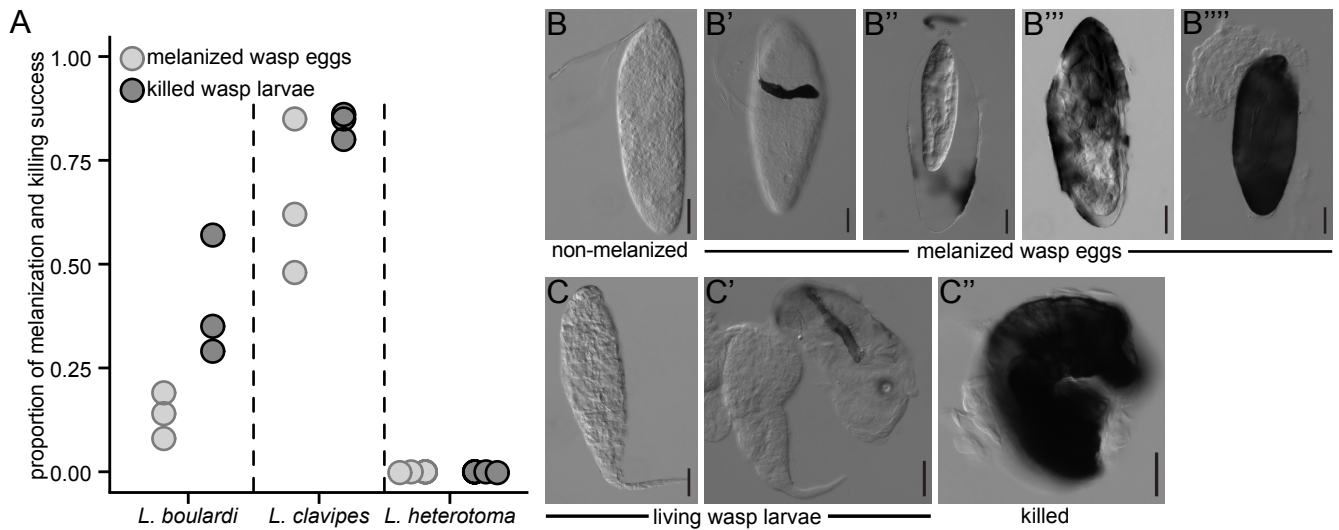 A
proportion of melanization and killing success
1.00
0.75
0.50
0.25
0.00
melanized wasp eggs
killed wasp larvae
L. boulardi
L. clavipes
L. heterotoma
B
B'
B''
B'''
B''''
non-melanized
melanized wasp eggs
C
C'
C''
living wasp larvae
killed